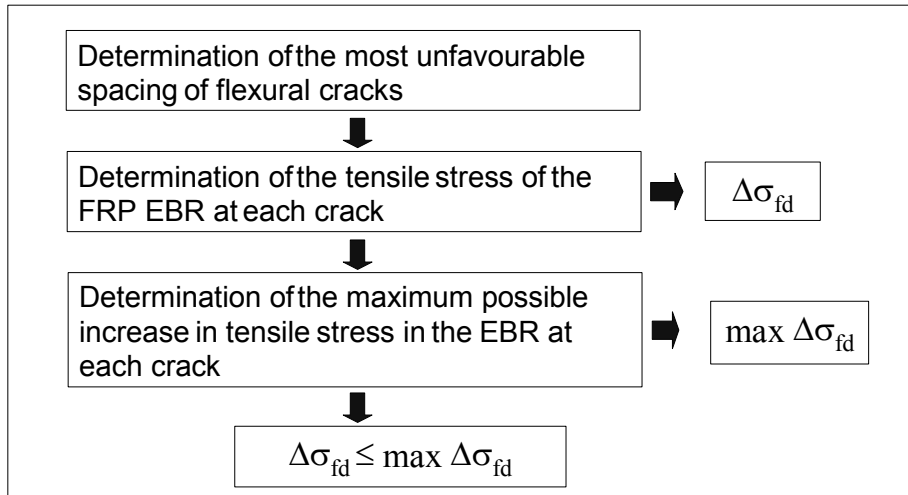 Determination of the most unfavourable
spacing of flexural cracks
Determination of the tensile stress of the
FRP EBR at each crack
Δσfd
Determination of the maximum possible
increase in tensile stress in the EBR at
each crack
max Δσfd
Δσfd ≤ max Δσfd